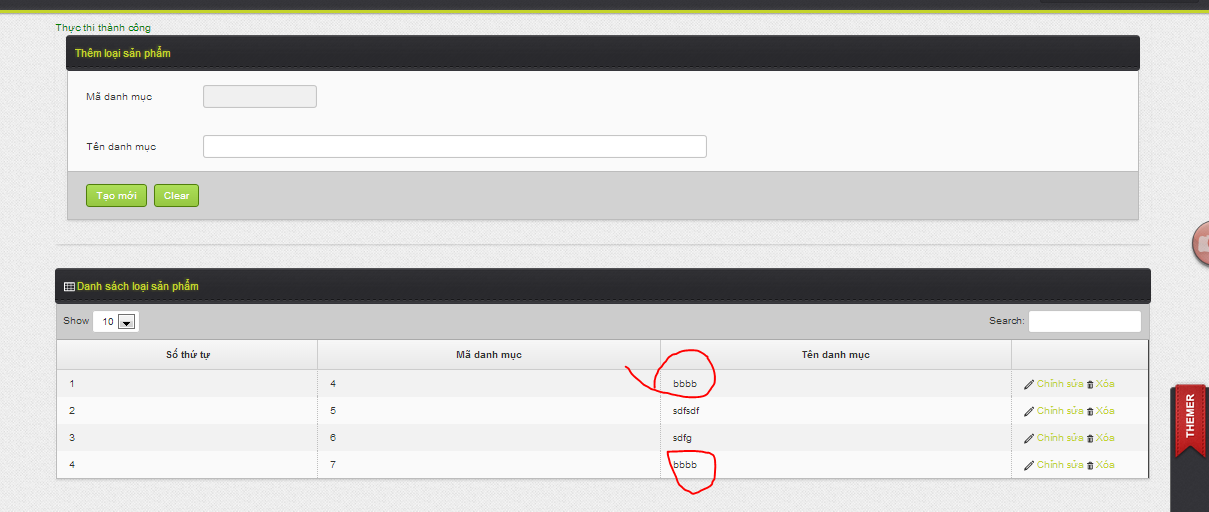 Thực thi thành công
Thêm loại sản phẩm
Mã danh mục
Tên danh mục
Tạo mới Clear
Danh sách loại sản phẩm
Show 10 Search:
Số thứ tự Mã danh mục Tên danh mục
1 4 bbbb Chỉnh sửa Xóa
2 5 sdfsdf Chỉnh sửa Xóa
3 6 sdfg Chỉnh sửa Xóa
4 7 bbbb Chỉnh sửa Xóa
THEMER